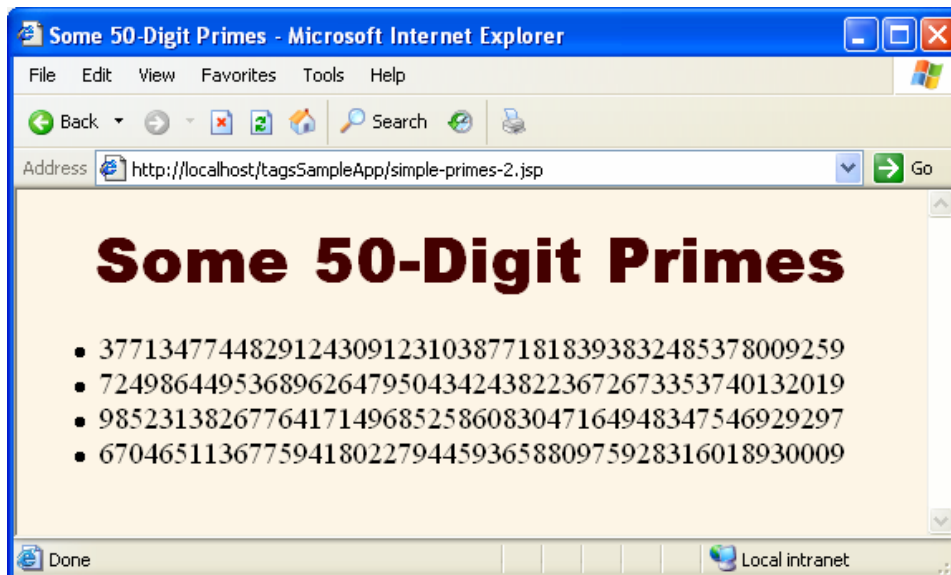 Some 50-Digit Primes - Microsoft Internet Explorer
File Edit View Favorites Tools Help
Back Search
Address http://localhost/tagsSampleApp/simple-primes-2.jsp Go
Some 50-Digit Primes
• 37713477448291243091231038771818393832485378009259
• 72498644953689626479504342438223672673353740132019
• 98523138267764171496852586083047164948347546929297
• 67046511367759418022794459365880975928316018930009
Done Local intranet